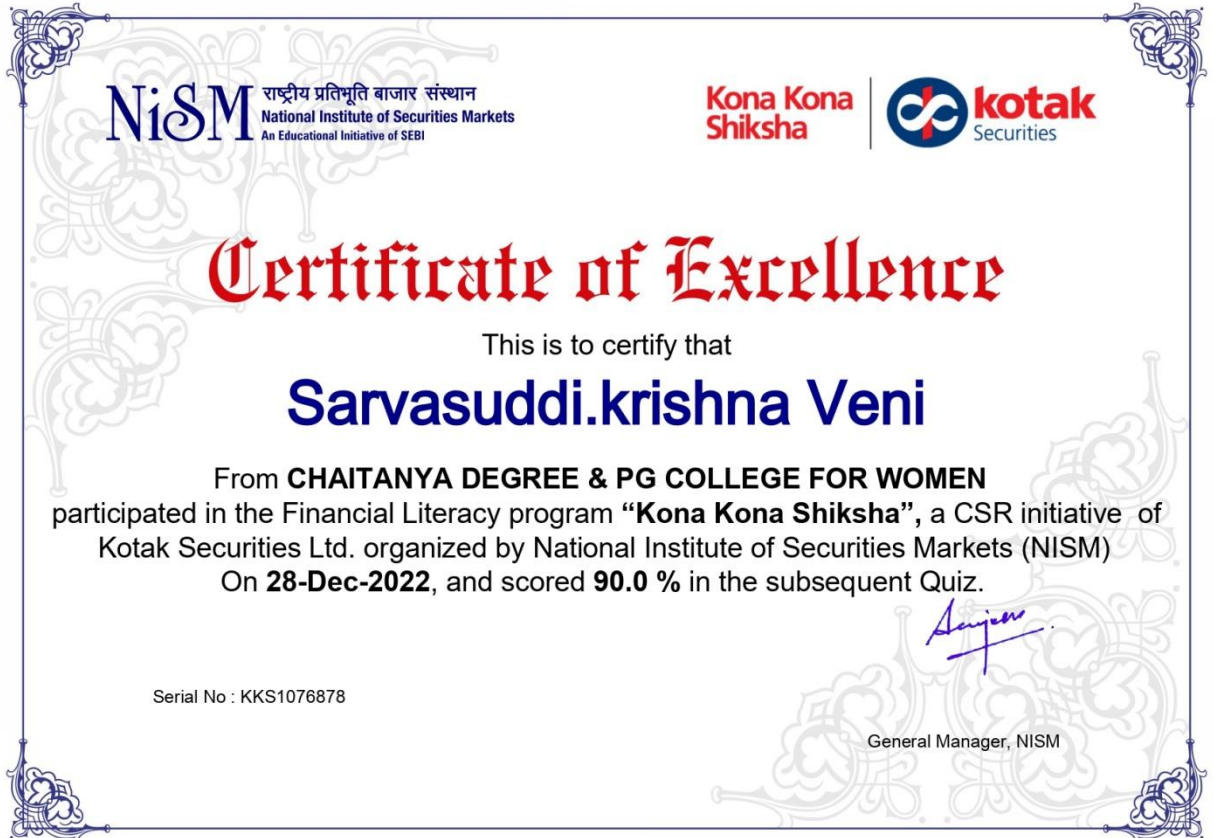 NiSM
राष्ट्रीय प्रतिभूति बाजार संस्थान
National Institute of Securities Markets
An Educational Initiative of SEBI
Kona Kona
Shiksha
kotak
Securities
Certificate of Excellence
This is to certify that
Sarvasuddi.krishna Veni
From CHAITANYA DEGREE & PG COLLEGE FOR WOMEN
participated in the Financial Literacy program “Kona Kona Shiksha”, a CSR initiative of
Kotak Securities Ltd. organized by National Institute of Securities Markets (NISM)
On 28-Dec-2022, and scored 90.0 % in the subsequent Quiz.
Serial No : KKS1076878
General Manager, NISM